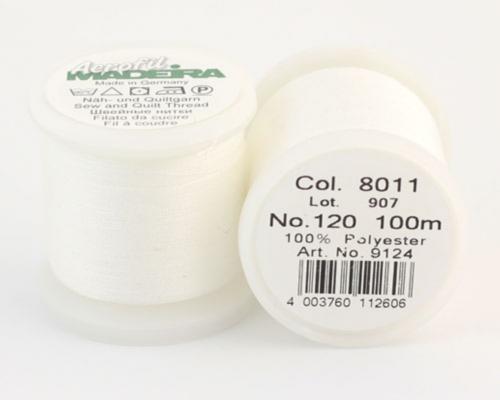 Aerofil
MADEIRA
Made in Germany
P
Näh- und Quiltgarn
Sew and Quilt Thread
Швейные нитки
Filato da cucire
Fil à coudre
Col. 8011
Lot. 907
No.120 100m
100% Polyester
Art. No. 9124
4 003760 112606